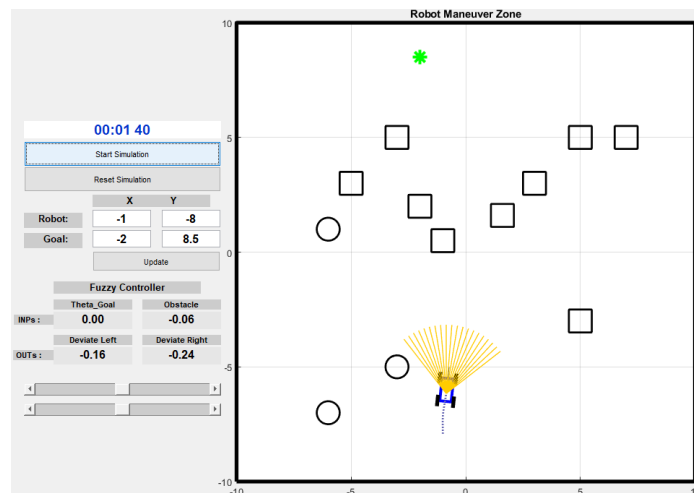 Robot Maneuver Zone
00:01 40
Start Simulation
Reset Simulation
X Y
Robot: -1 -8
Goal: -2 8.5
Update
Fuzzy Controller
Theta_Goal Obstacle
INPs : 0.00 -0.06
Deviate Left Deviate Right
OUTs : -0.16 -0.24
10
5
0
-5
-10
-10 -5 0 5 1